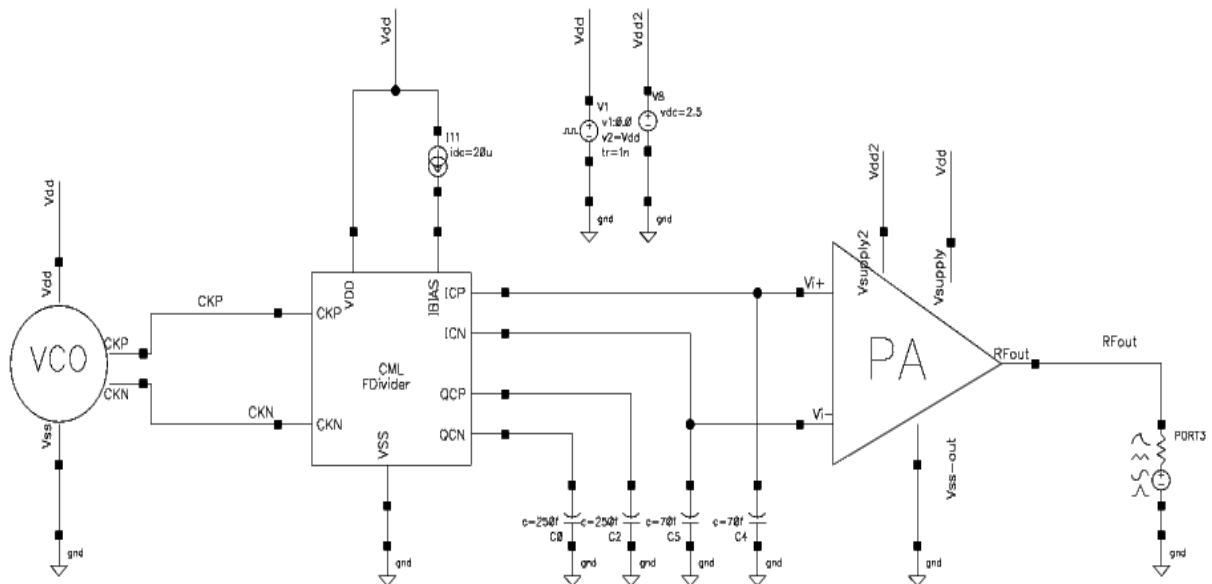 Vdd
Vdd
Vdd2
V1
v1:0.0
v2=Vdd
tr=1n
V8
vdc=2.5
I11
idc=20u
gnd
gnd
Vdd
Vdd
VCO
CKP
CKN
Vss
gnd
CKP
CKN
VDD
IBIAS
CKP
CKN
CML
FDivider
VSS
ICP
ICN
QCP
QCN
gnd
c=250f
C0
c=250f
C2
c=70f
C5
c=70f
C4
gnd
gnd
gnd
gnd
Vdd2
Vdd
Vsupply2
Vsupply
Vi+
Vi-
PA
RFout
RFout
Vss-out
gnd
PORT3
gnd